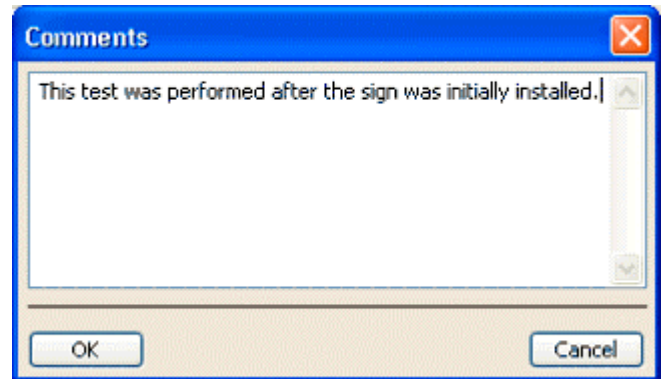 Comments
This test was performed after the sign was initially installed.
OK
Cancel